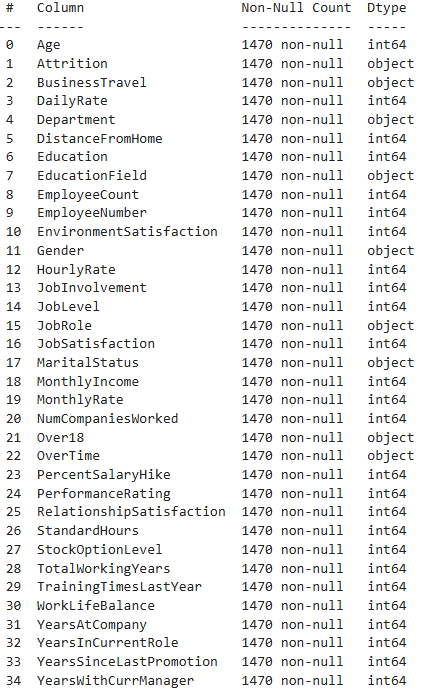 #   Column                    Non-Null Count  Dtype
---  ------                    --------------  -----
 0   Age                       1470 non-null   int64
 1   Attrition                 1470 non-null   object
 2   BusinessTravel            1470 non-null   object
 3   DailyRate                 1470 non-null   int64
 4   Department                1470 non-null   object
 5   DistanceFromHome          1470 non-null   int64
 6   Education                 1470 non-null   int64
 7   EducationField            1470 non-null   object
 8   EmployeeCount             1470 non-null   int64
 9   EmployeeNumber            1470 non-null   int64
 10  EnvironmentSatisfaction   1470 non-null   int64
 11  Gender                    1470 non-null   object
 12  HourlyRate                1470 non-null   int64
 13  JobInvolvement            1470 non-null   int64
 14  JobLevel                  1470 non-null   int64
 15  JobRole                   1470 non-null   object
 16  JobSatisfaction           1470 non-null   int64
 17  MaritalStatus             1470 non-null   object
 18  MonthlyIncome             1470 non-null   int64
 19  MonthlyRate               1470 non-null   int64
 20  NumCompaniesWorked        1470 non-null   int64
 21  Over18                    1470 non-null   object
 22  OverTime                  1470 non-null   object
 23  PercentSalaryHike         1470 non-null   int64
 24  PerformanceRating         1470 non-null   int64
 25  RelationshipSatisfaction  1470 non-null   int64
 26  StandardHours             1470 non-null   int64
 27  StockOptionLevel          1470 non-null   int64
 28  TotalWorkingYears         1470 non-null   int64
 29  TrainingTimesLastYear     1470 non-null   int64
 30  WorkLifeBalance           1470 non-null   int64
 31  YearsAtCompany            1470 non-null   int64
 32  YearsInCurrentRole        1470 non-null   int64
 33  YearsSinceLastPromotion   1470 non-null   int64
 34  YearsWithCurrManager      1470 non-null   int64